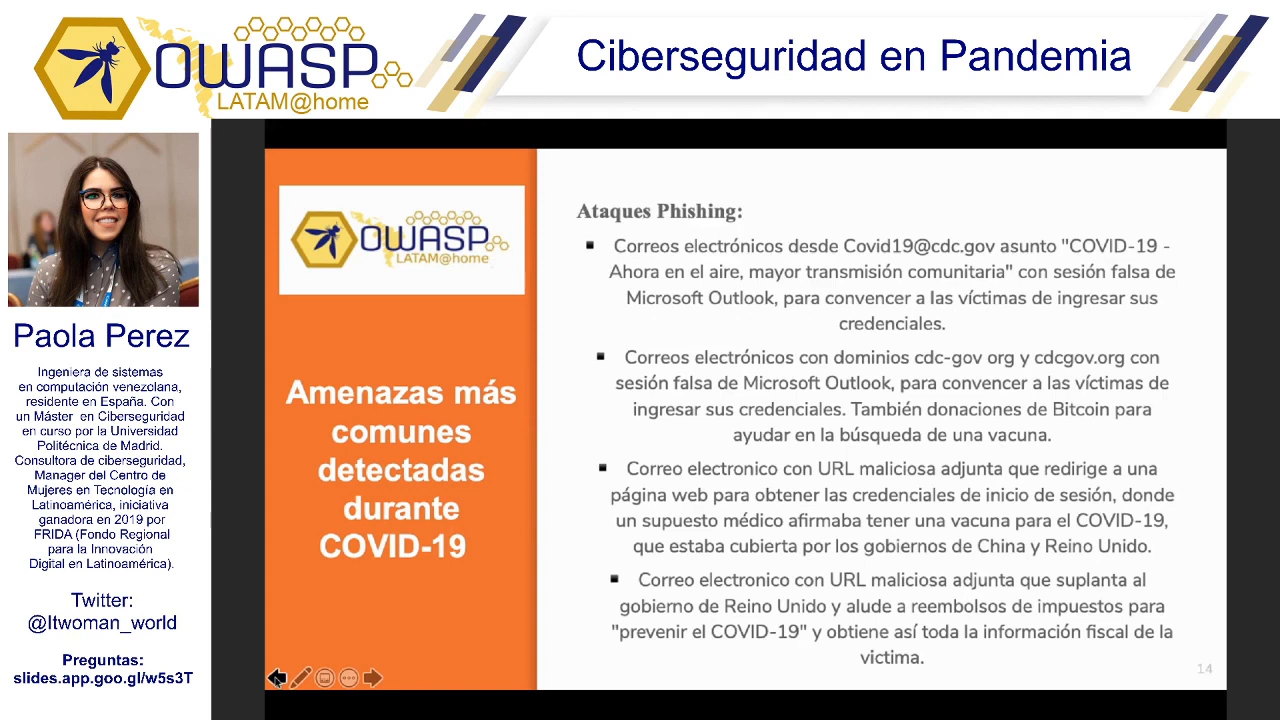 OWASP
LATAM@home
Ciberseguridad en Pandemia
Paola Perez
Ingeniera de sistemas
en computación venezolana,
residente en España. Con
un Máster en Ciberseguridad
en curso por la Universidad
Politécnica de Madrid.
Consultora de ciberseguridad,
Manager del Centro de
Mujeres en Tecnología en
Latinoamérica, iniciativa
ganadora en 2019 por
FRIDA (Fondo Regional
para la Innovación
Digital en Latinoamérica).
Twitter:
@Itwoman_world
Preguntas:
slides.app.goo.gl/w5s3T
OWASP
LATAM@home
Amenazas más
comunes
detectadas
durante
COVID-19
Ataques Phishing:
▪ Correos electrónicos desde Covid19@cdc.gov asunto "COVID-19 -
Ahora en el aire, mayor transmisión comunitaria" con sesión falsa de
Microsoft Outlook, para convencer a las víctimas de ingresar sus
credenciales.
▪ Correos electrónicos con dominios cdc-gov org y cdcgov.org con
sesión falsa de Microsoft Outlook, para convencer a las víctimas de
ingresar sus credenciales. También donaciones de Bitcoin para
ayudar en la búsqueda de una vacuna.
▪ Correo electronico con URL maliciosa adjunta que redirige a una
página web para obtener las credenciales de inicio de sesión, donde
un supuesto médico afirmaba tener una vacuna para el COVID-19,
que estaba cubierta por los gobiernos de China y Reino Unido.
▪ Correo electronico con URL maliciosa adjunta que suplanta al
gobierno de Reino Unido y alude a reembolsos de impuestos para
"prevenir el COVID-19" y obtiene así toda la información fiscal de la
victima.
14